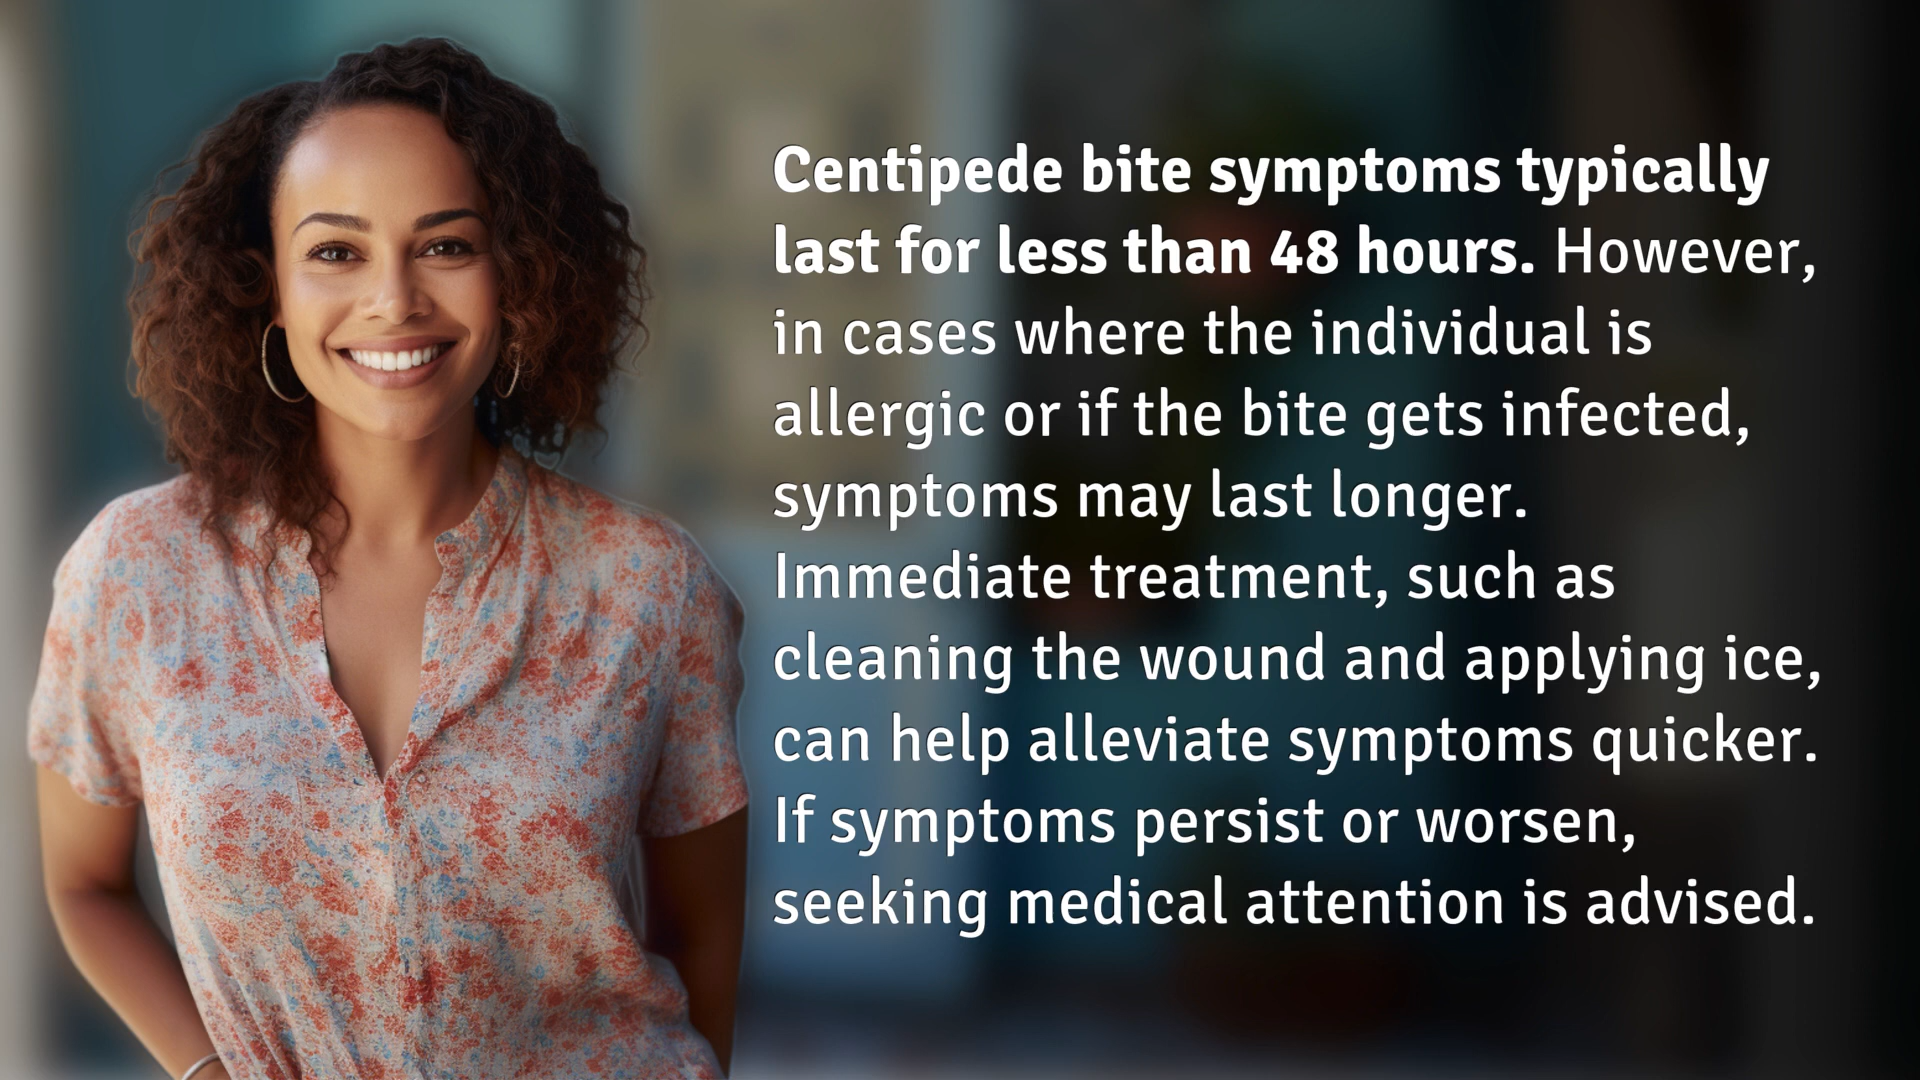 Centipede bite symptoms typically
last for less than 48 hours. However,
in cases where the individual is
allergic or if the bite gets infected,
symptoms may last longer.
Immediate treatment, such as
cleaning the wound and applying ice,
can help alleviate symptoms quicker.
If symptoms persist or worsen,
seeking medical attention is advised.